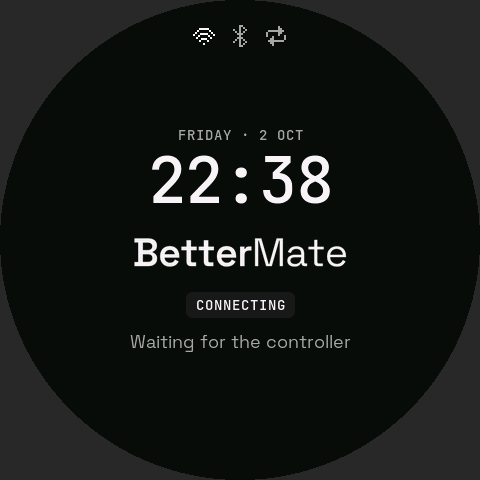 FRIDAY · 2 OCT
22:38
BetterMate
CONNECTING
Waiting for the controller